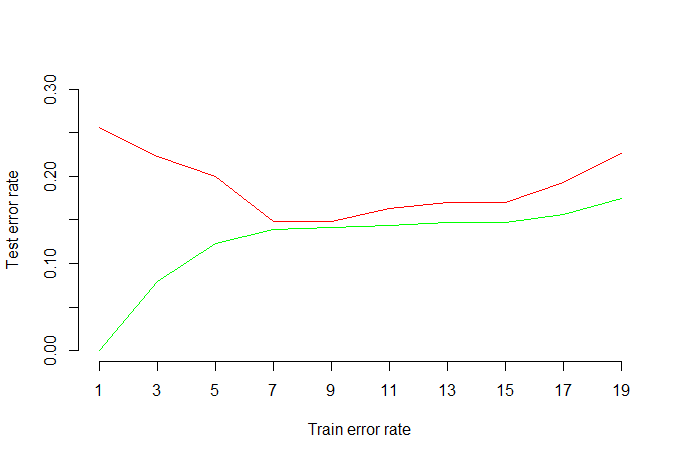 0.30
0.20
0.10
0.00
Test error rate
1 3 5 7 9 11 13 15 17 19
Train error rate